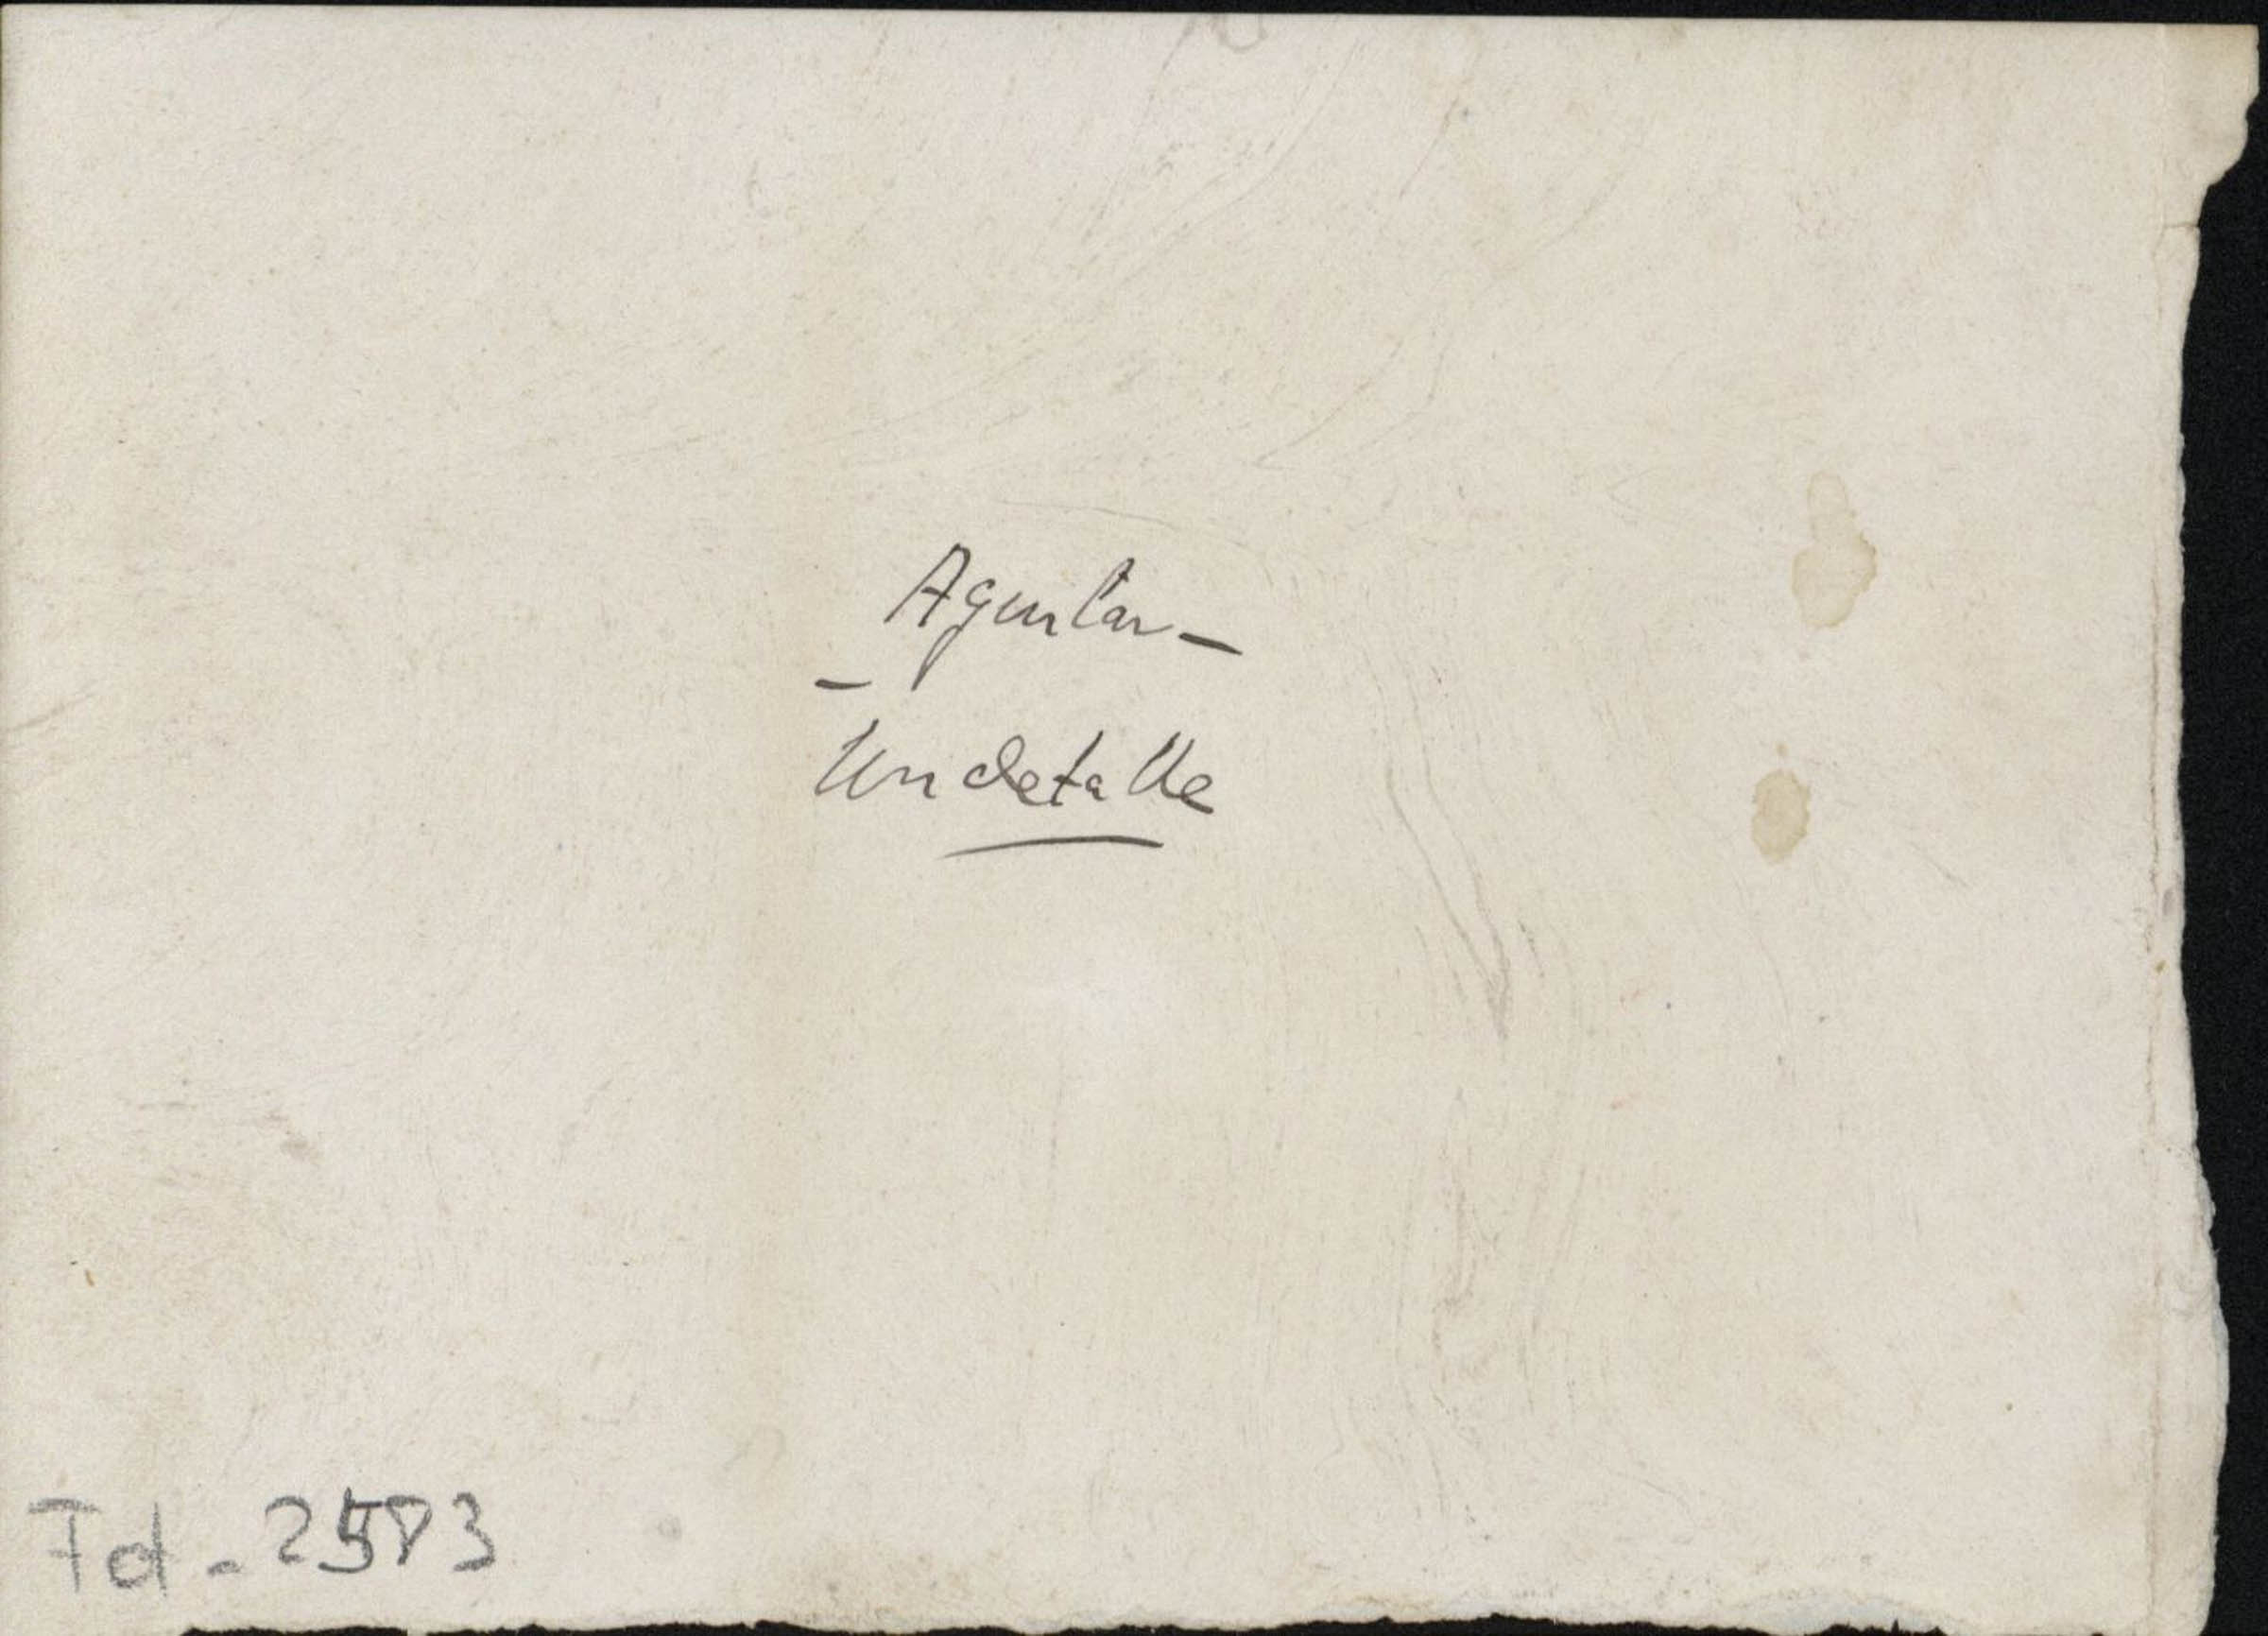 Aguilar –
– Un detalle
Fd - 2583